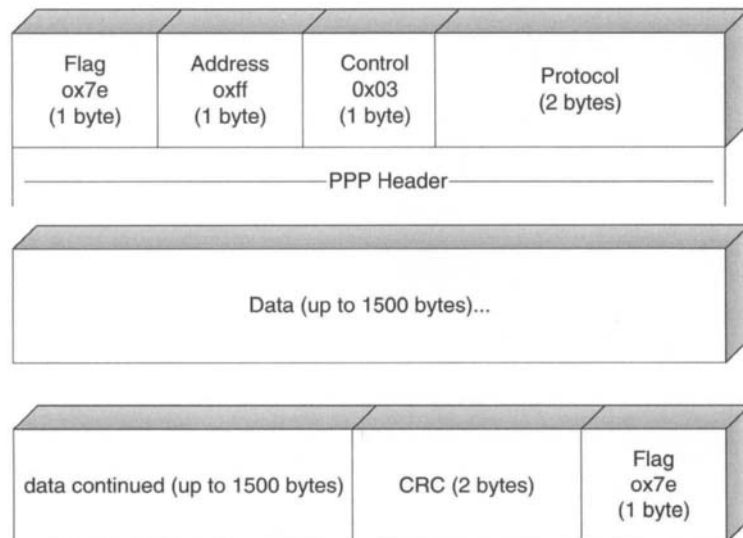 Flag
ox7e
(1 byte)
Address
oxff
(1 byte)
Control
0x03
(1 byte)
Protocol
(2 bytes)
PPP Header
Data (up to 1500 bytes)...
data continued (up to 1500 bytes)
CRC (2 bytes)
Flag
ox7e
(1 byte)